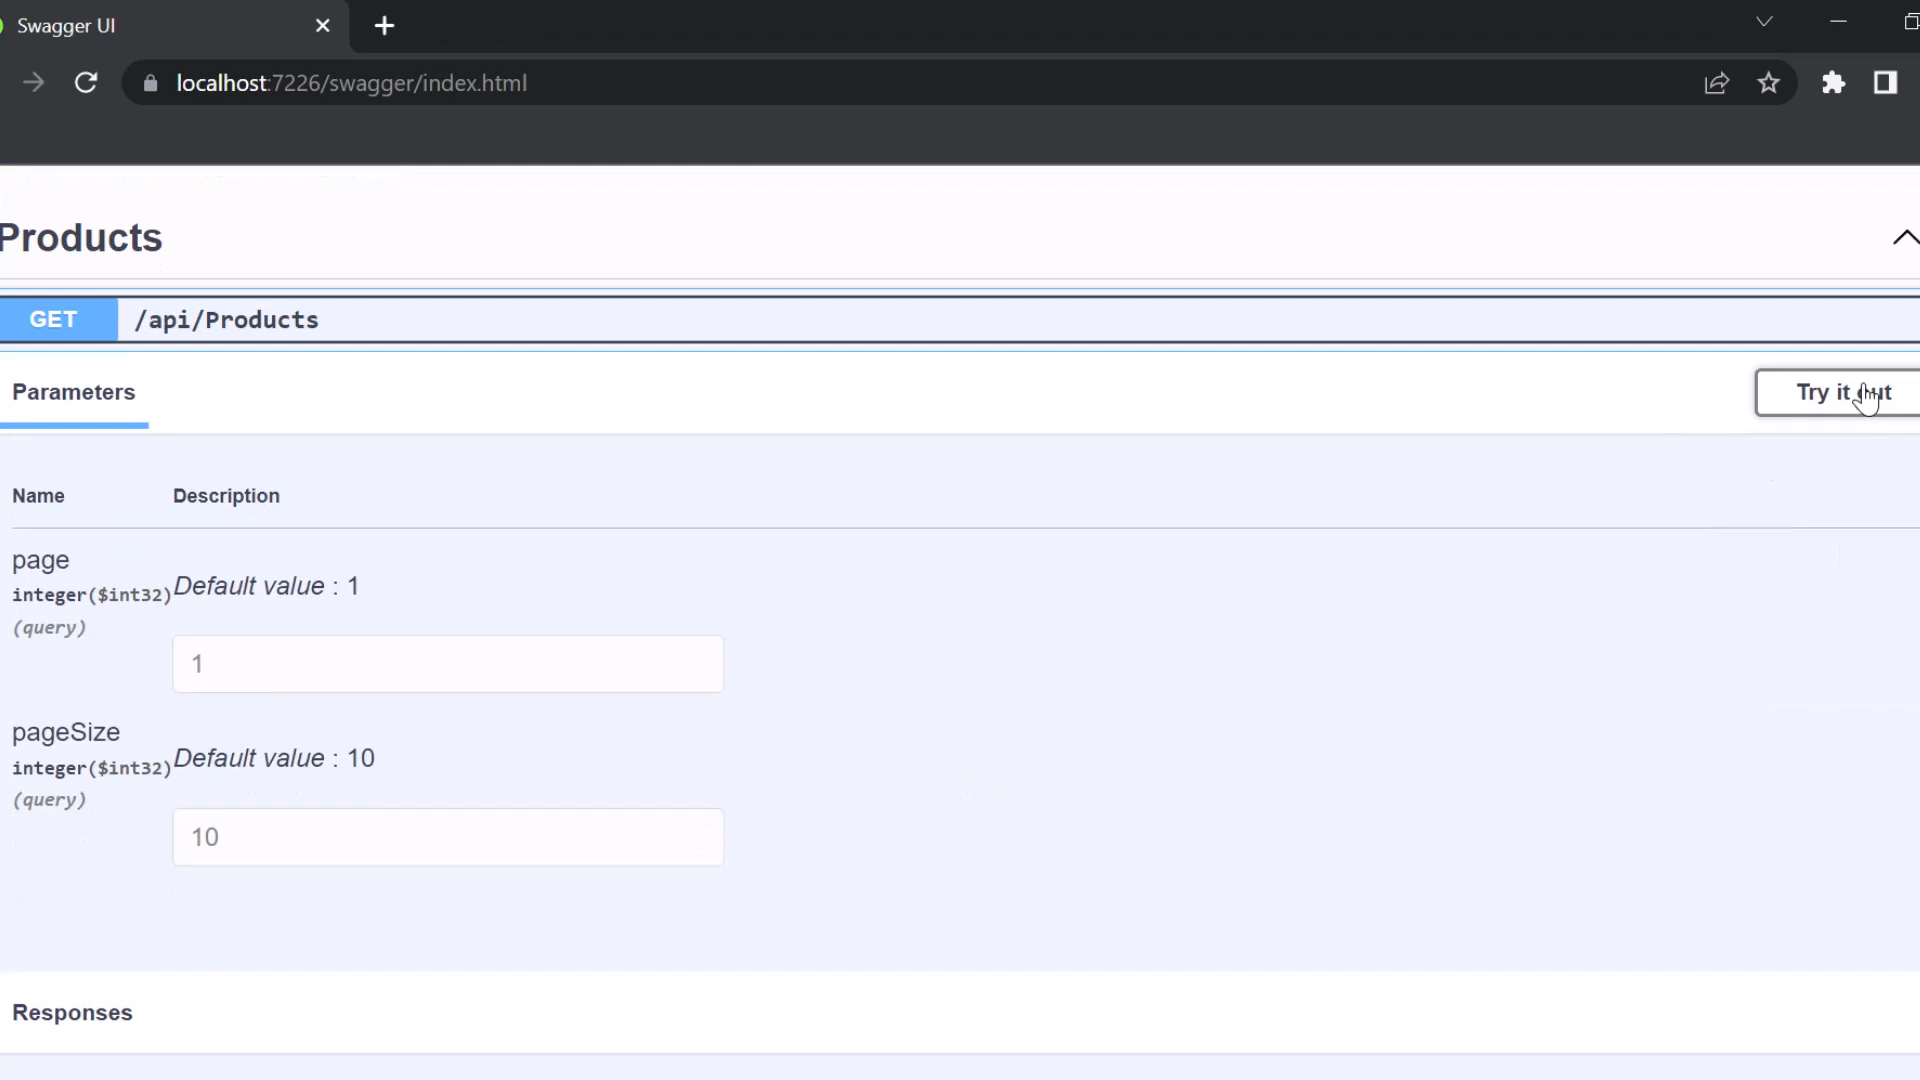 Swagger UI
localhost:7226/swagger/index.html
Products
GET /api/Products
Parameters
Try it out
Name Description
page
integer($int32)
(query)
Default value : 1
1
pageSize
integer($int32)
(query)
Default value : 10
10
Responses